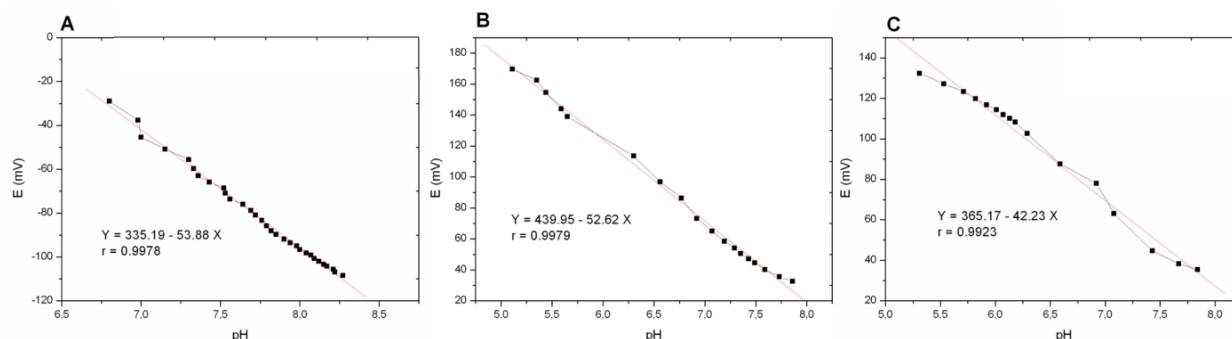 A
0
-20
-40
-60
-80
-100
-120
E (mV)
Y = 335.19 - 53.88 X
r = 0.9978
6,5 7,0 7,5 8,0 8,5
pH
B
180
160
140
120
100
80
60
40
20
E (mV)
Y = 439.95 - 52.62 X
r = 0.9979
5,0 5,5 6,0 6,5 7,0 7,5 8,0
pH
C
140
120
100
80
60
40
20
E (mV)
Y = 365.17 - 42.23 X
r = 0.9923
5,0 5,5 6,0 6,5 7,0 7,5 8,0
pH